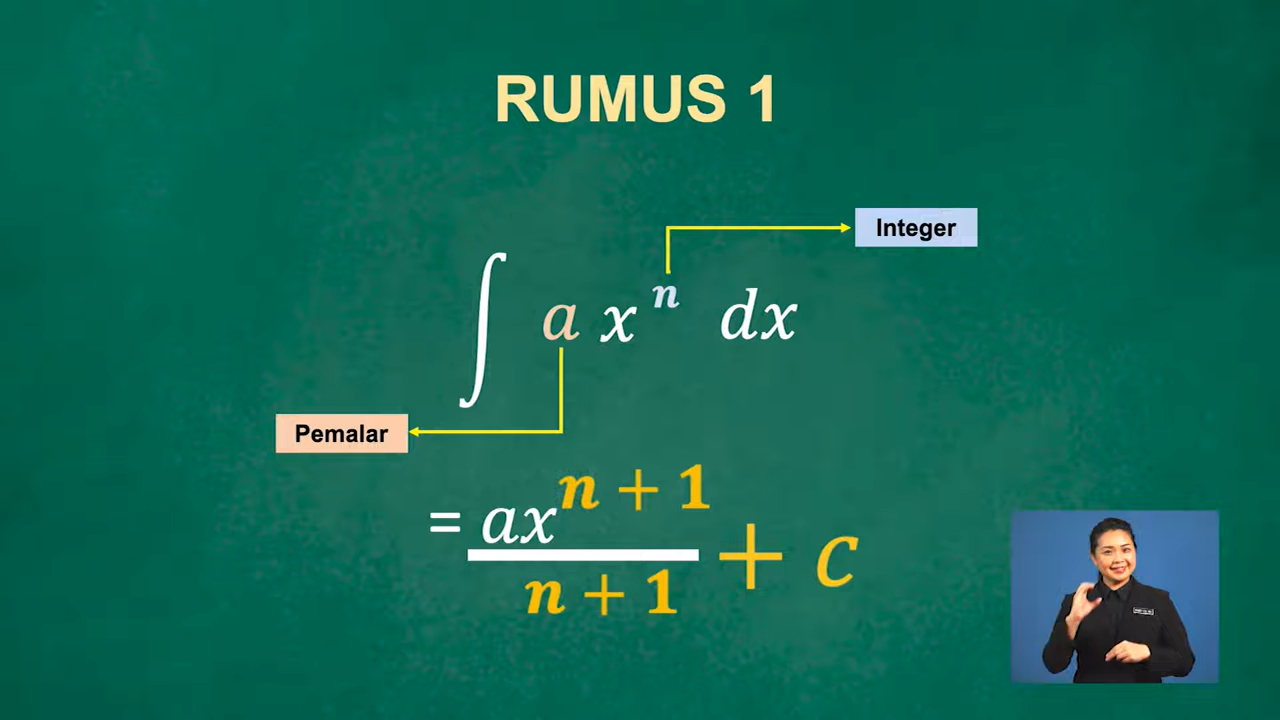 RUMUS 1
Integer
∫ a x^n dx
Pemalar
= ax^(n + 1) / (n + 1) + c